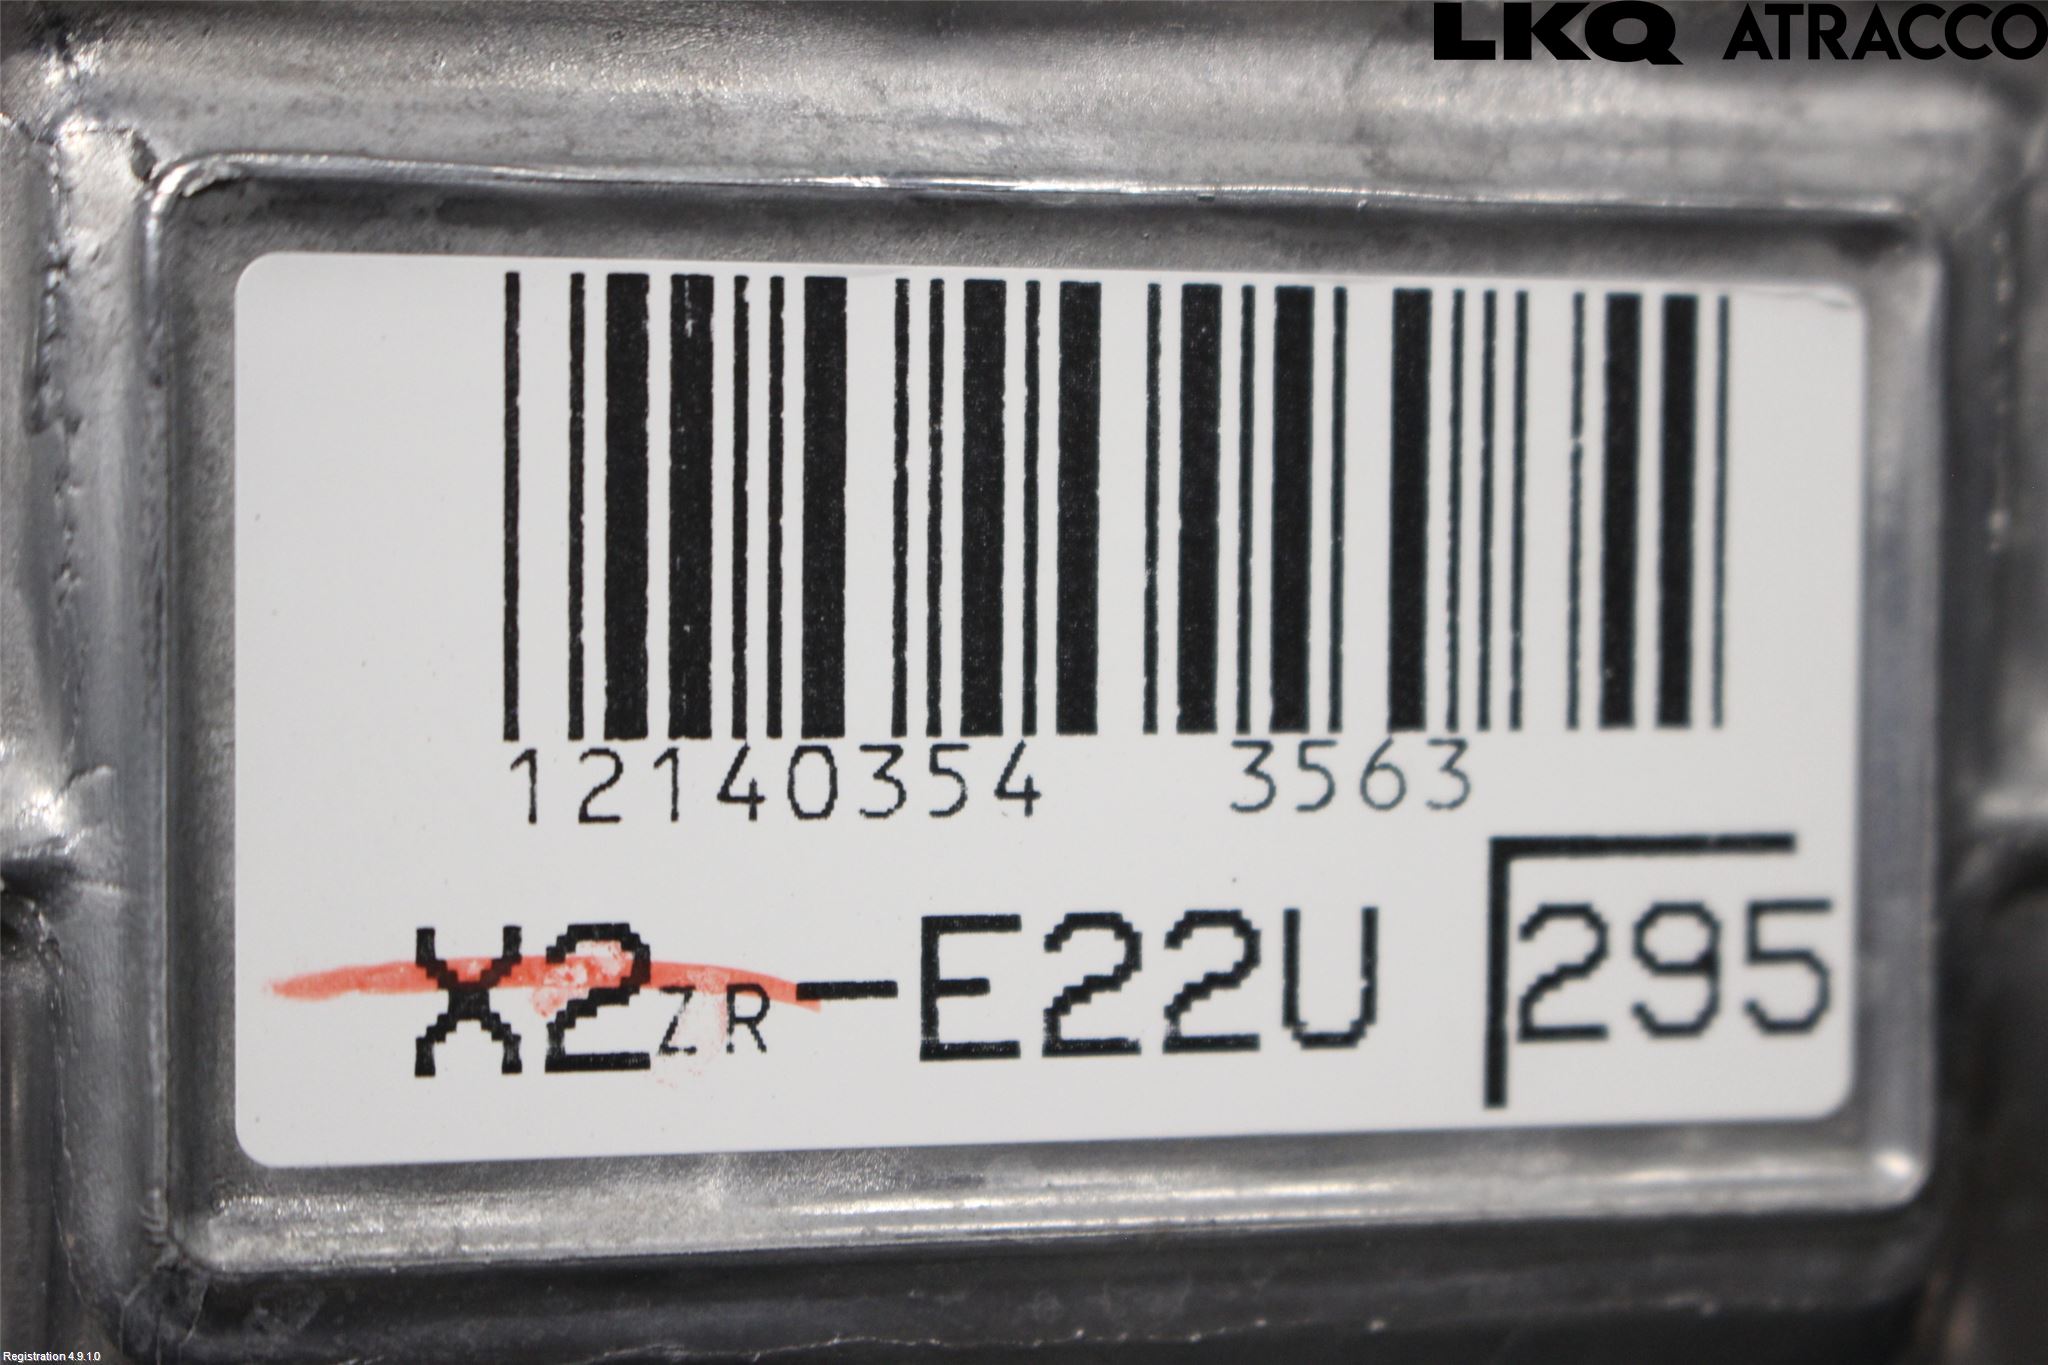 LKQ ATRACCO
12140354 3563
X2ZR-E22U 295
Registration 4.9.1.0